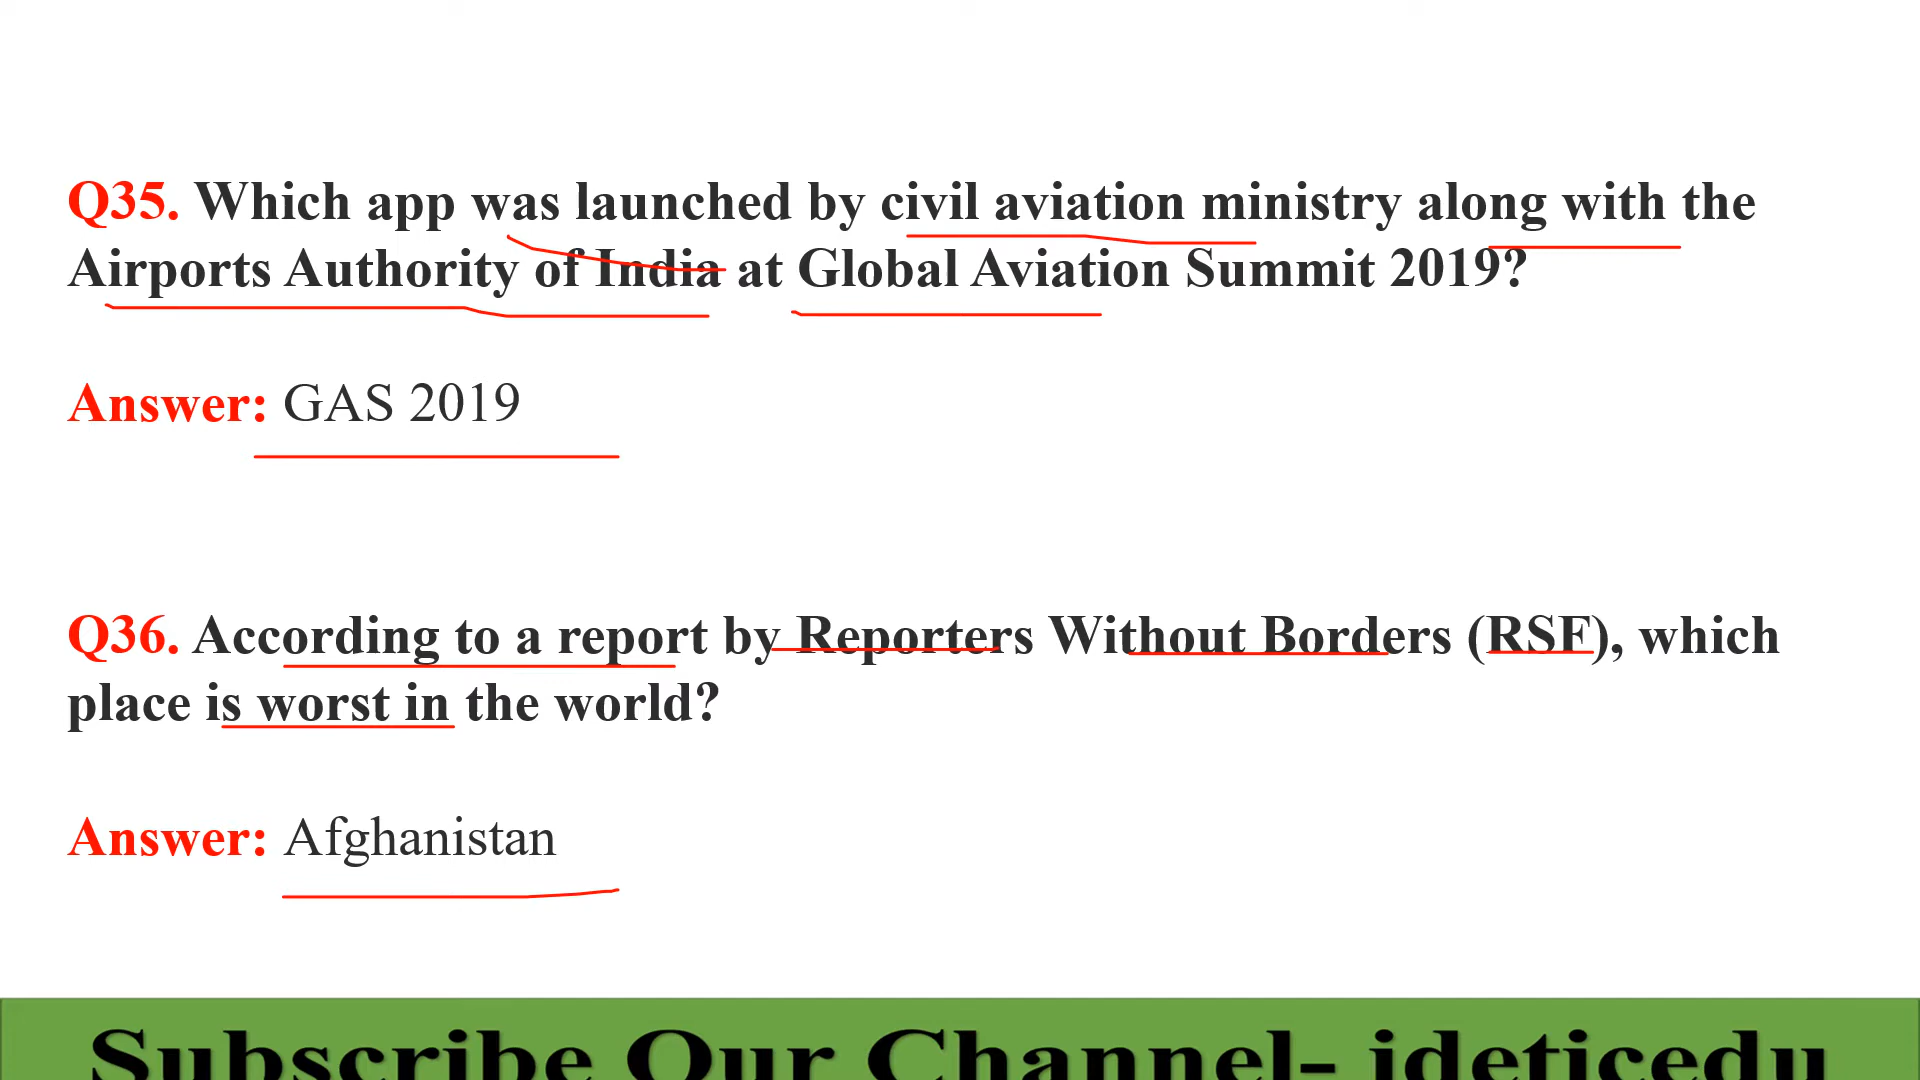 Q35. Which app was launched by civil aviation ministry along with the
Airports Authority of India at Global Aviation Summit 2019?
Answer: GAS 2019
Q36. According to a report by Reporters Without Borders (RSF), which
place is worst in the world?
Answer: Afghanistan
Subscribe Our Channel- ideticedu